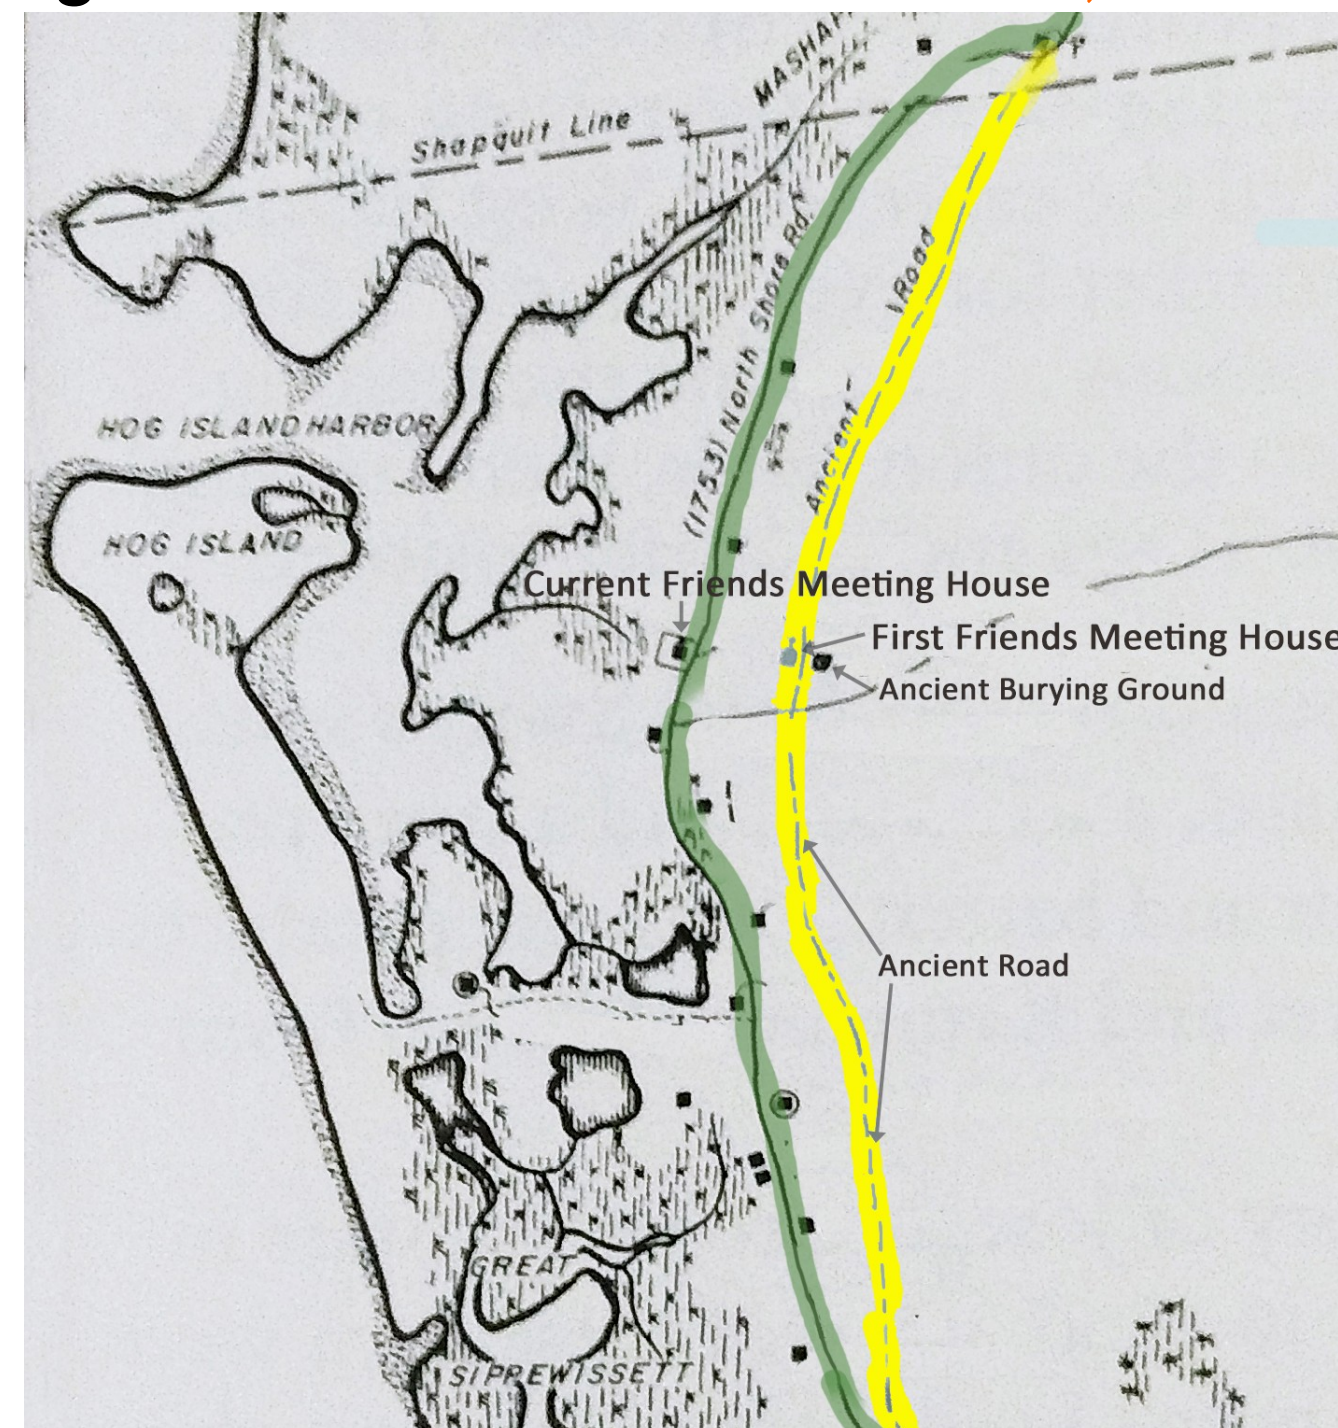 Shapquit Line
(1753) North Shore Rd.
Ancient Road
HOG ISLAND HARBOR
HOG ISLAND
Current Friends Meeting House
First Friends Meeting House
Ancient Burying Ground
Ancient Road
GREAT
SIPPEWISSETT